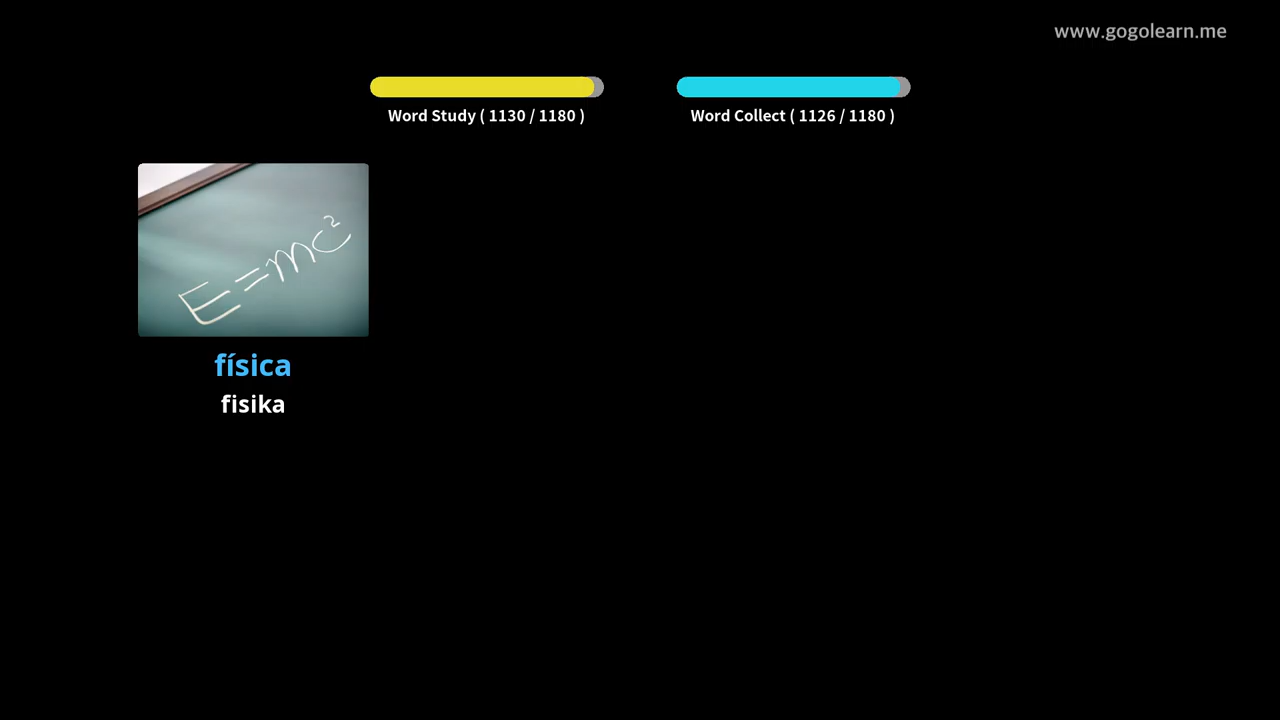 www.gogolearn.me
Word Study ( 1130 / 1180 )
Word Collect ( 1126 / 1180 )
E=mc²
física
fisika